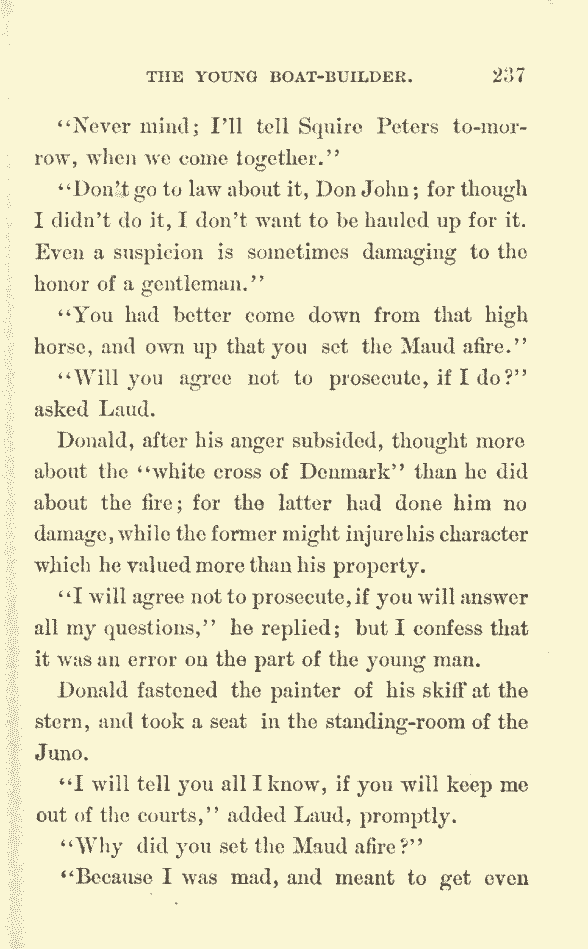 THE YOUNG BOAT-BUILDER. 237
“Never mind; I’ll tell Squire Peters to-mor-
row, when we come together.”
“Don’t go to law about it, Don John; for though
I didn’t do it, I don’t want to be hauled up for it.
Even a suspicion is sometimes damaging to the
honor of a gentleman.”
“You had better come down from that high
horse, and own up that you set the Maud afire.”
“Will you agree not to prosecute, if I do?”
asked Laud.
Donald, after his anger subsided, thought more
about the “white cross of Denmark” than he did
about the fire; for the latter had done him no
damage, while the former might injure his character
which he valued more than his property.
“I will agree not to prosecute, if you will answer
all my questions,” he replied; but I confess that
it was an error on the part of the young man.
Donald fastened the painter of his skiff at the
stern, and took a seat in the standing-room of the
Juno.
“I will tell you all I know, if you will keep me
out of the courts,” added Laud, promptly.
“Why did you set the Maud afire?”
“Because I was mad, and meant to get even